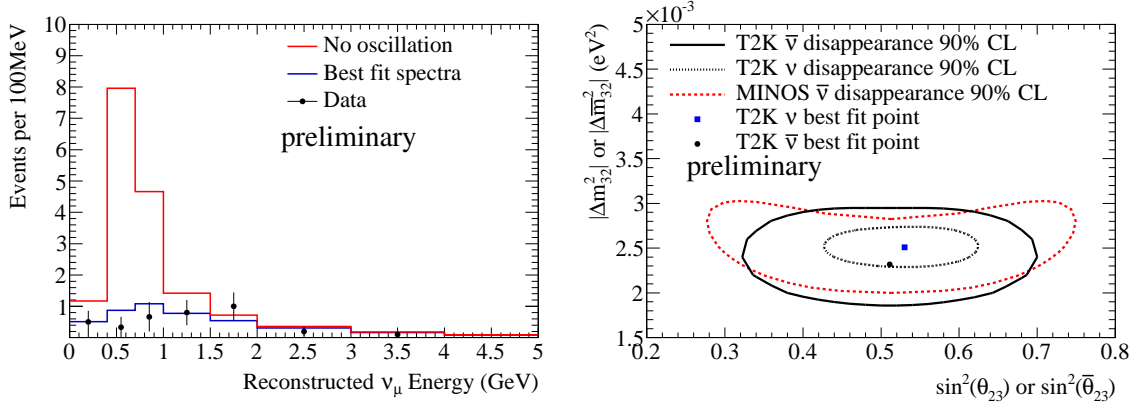 10
9
8
7
6
5
4
3
2
1
Events per 100MeV
No oscillation
Best fit spectra
Data
preliminary
0 0.5 1 1.5 2 2.5 3 3.5 4 4.5 5
Reconstructed ν_μ Energy (GeV)
×10⁻³
5
4.5
4
3.5
3
2.5
2
1.5
|Δm²₃₂| or |Δm̅²₃₂| (eV²)
T2K ν̅ disappearance 90% CL
T2K ν disappearance 90% CL
MINOS ν̅ disappearance 90% CL
T2K ν best fit point
T2K ν̅ best fit point
preliminary
0.2 0.3 0.4 0.5 0.6 0.7 0.8
sin²(θ₂₃) or sin²(θ̅₂₃)